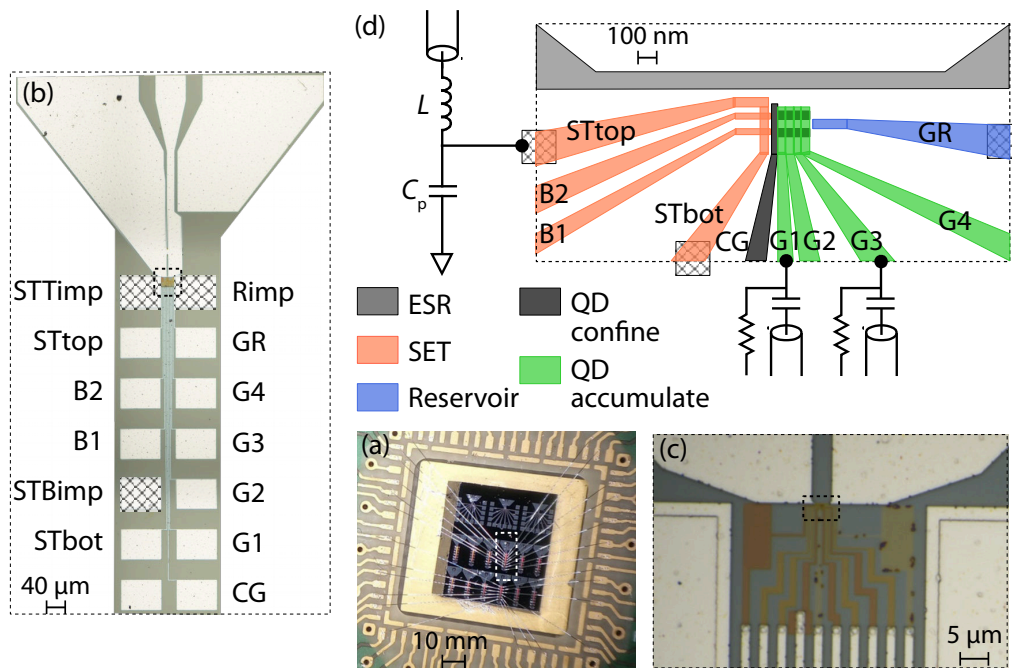 (d)
100 nm
L
C
p
STtop
B2
B1
STbot
CG
G1
G2
G3
G4
GR
ESR
SET
Reservoir
QD
confine
QD
accumulate
(b)
STTimp
Rimp
STtop
GR
B2
G4
B1
G3
STBimp
G2
STbot
G1
40 µm
CG
(a)
10 mm
(c)
5 µm